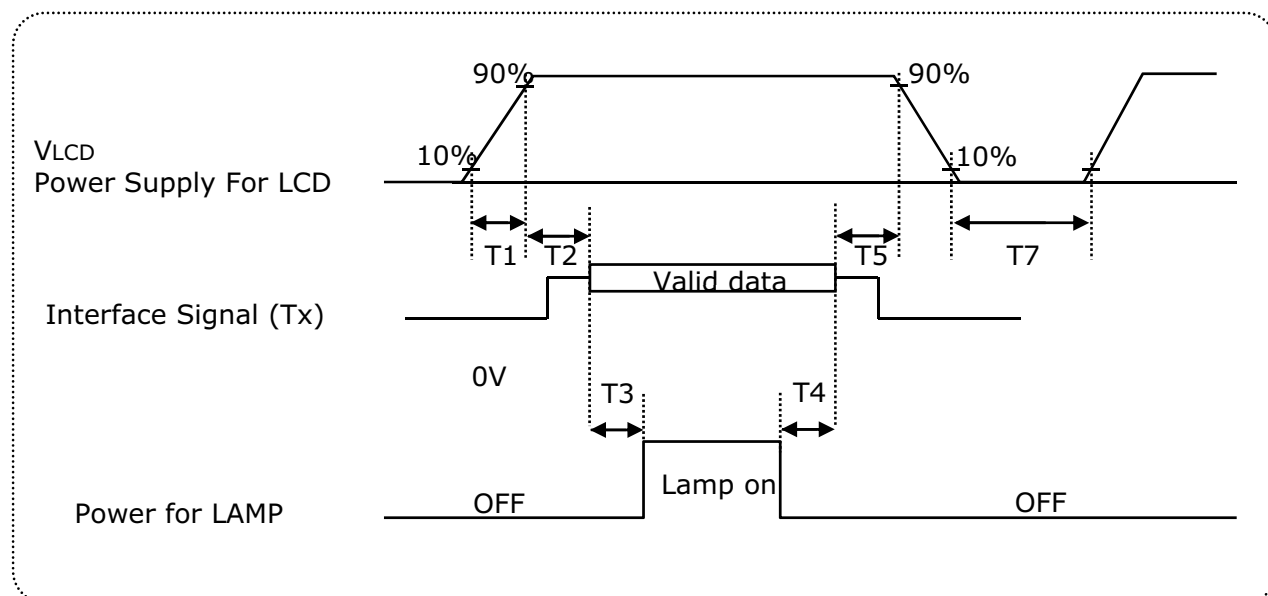 90%
90%
VLCD
10%
10%
Power Supply For LCD
T1
T2
T5
T7
Valid data
Interface Signal (Tx)
0V
T3
T4
Lamp on
OFF
OFF
Power for LAMP